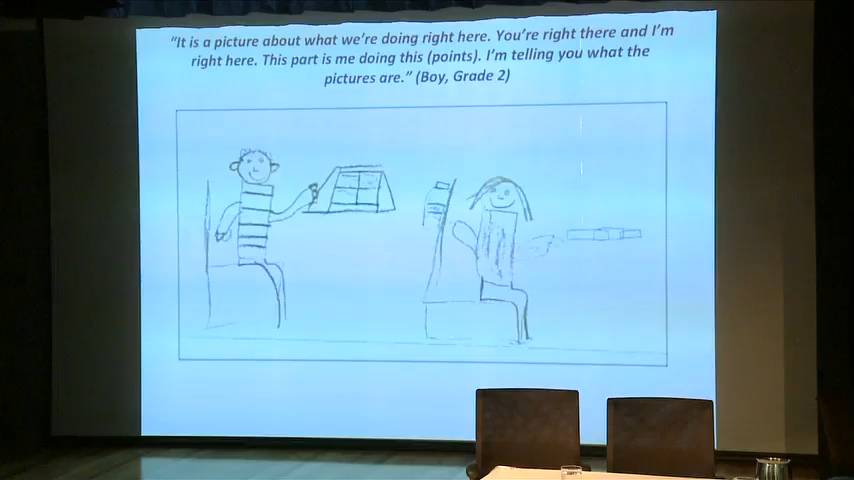 “It is a picture about what we’re doing right here. You’re right there and I’m
right here. This part is me doing this (points). I’m telling you what the
pictures are.” (Boy, Grade 2)